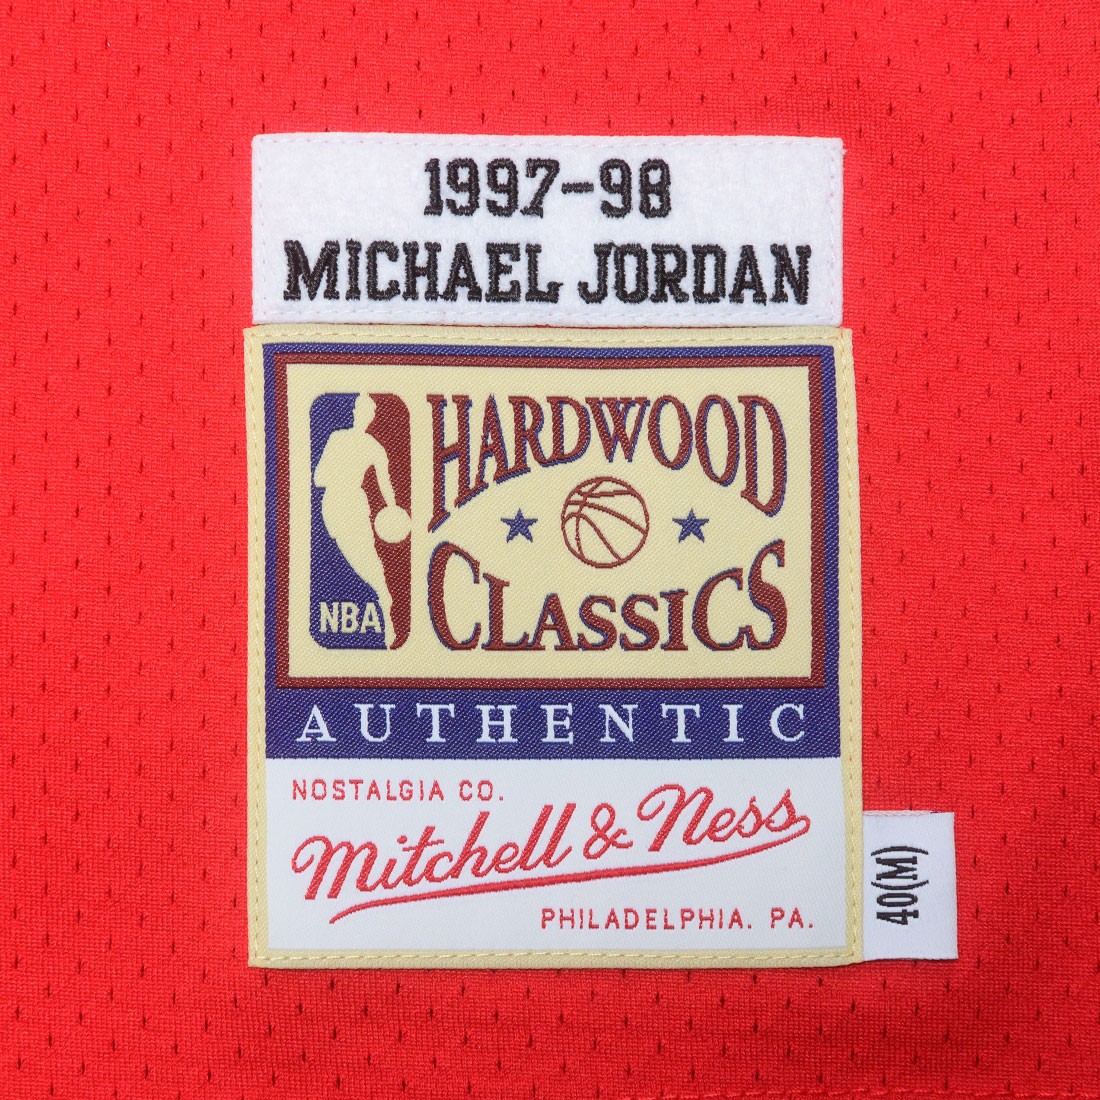 1997-98
MICHAEL JORDAN
HARDWOOD
CLASSICS
NBA
AUTHENTIC
NOSTALGIA CO.
Mitchell & Ness
PHILADELPHIA. PA.
40(M)